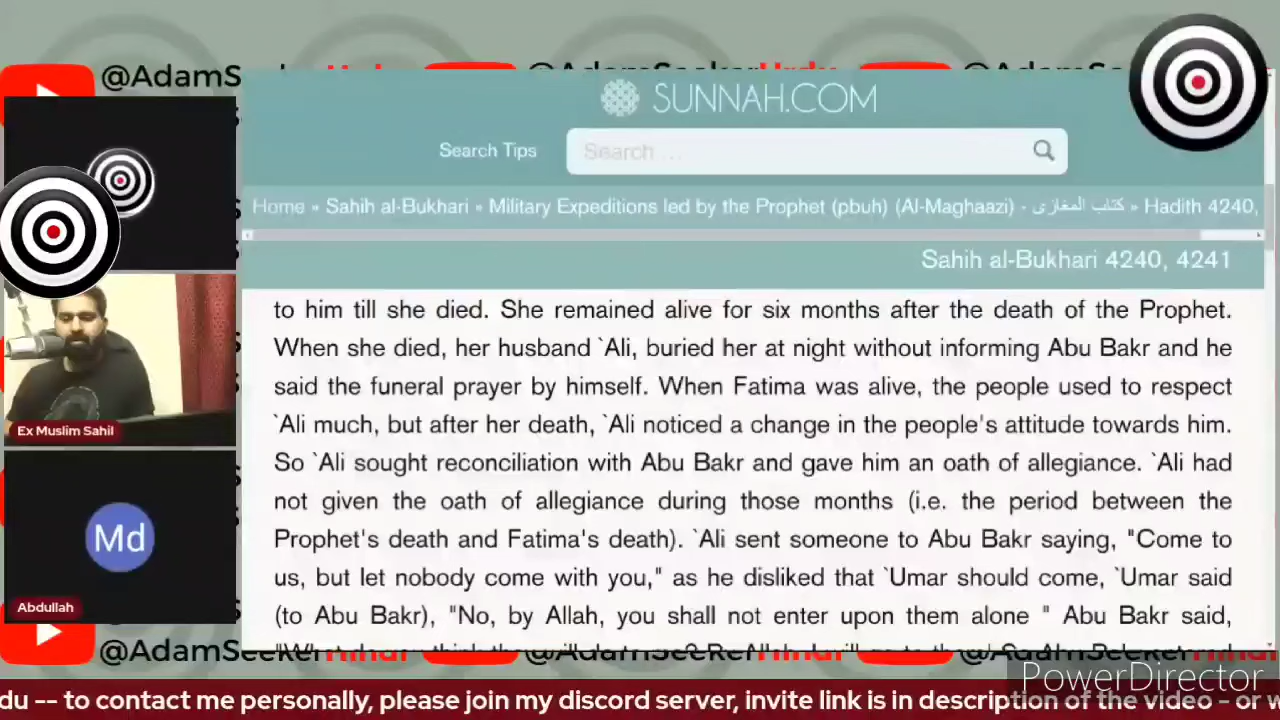 @AdamS
SUNNAH.COM
Search Tips
Search ...
Home » Sahih al-Bukhari » Military Expeditions led by the Prophet (pbuh) (Al-Maghaazi) - كتاب المغازى » Hadith 4240,
Sahih al-Bukhari 4240, 4241
to him till she died. She remained alive for six months after the death of the Prophet.
When she died, her husband `Ali, buried her at night without informing Abu Bakr and he
said the funeral prayer by himself. When Fatima was alive, the people used to respect
`Ali much, but after her death, `Ali noticed a change in the people's attitude towards him.
So `Ali sought reconciliation with Abu Bakr and gave him an oath of allegiance. `Ali had
not given the oath of allegiance during those months (i.e. the period between the
Prophet's death and Fatima's death). `Ali sent someone to Abu Bakr saying, "Come to
us, but let nobody come with you," as he disliked that `Umar should come, `Umar said
(to Abu Bakr), "No, by Allah, you shall not enter upon them alone " Abu Bakr said,
Ex Muslim Sahil
Md
Abdullah
@AdamSeekerHindi
PowerDirector
du -- to contact me personally, please join my discord server, invite link is in description of the video - or w